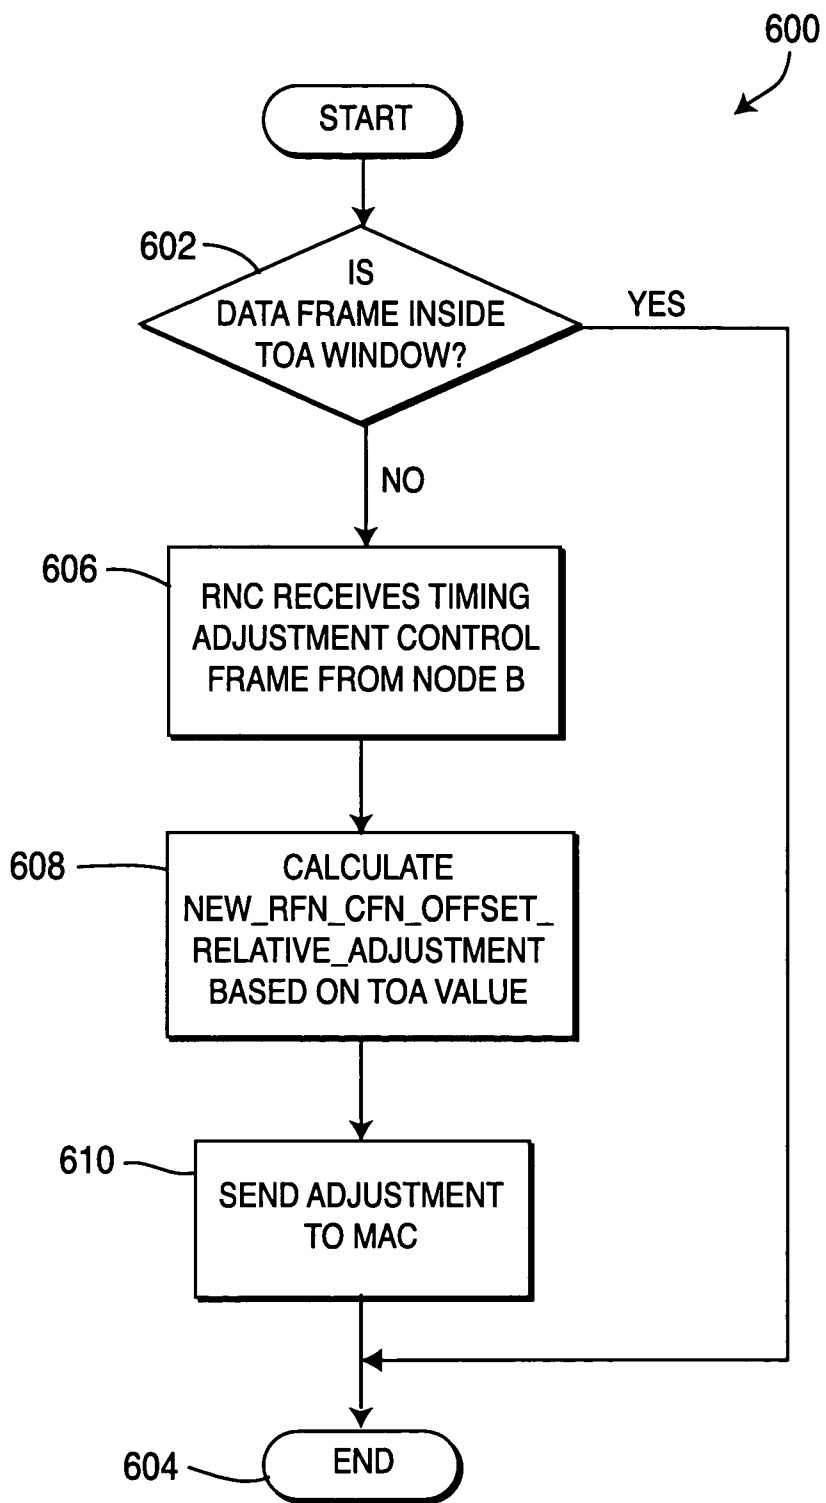 600
START
602
IS
DATA FRAME INSIDE
TOA WINDOW?
YES
NO
606
RNC RECEIVES TIMING
ADJUSTMENT CONTROL
FRAME FROM NODE B
608
CALCULATE
NEW_RFN_CFN_OFFSET_
RELATIVE_ADJUSTMENT
BASED ON TOA VALUE
610
SEND ADJUSTMENT
TO MAC
604
END